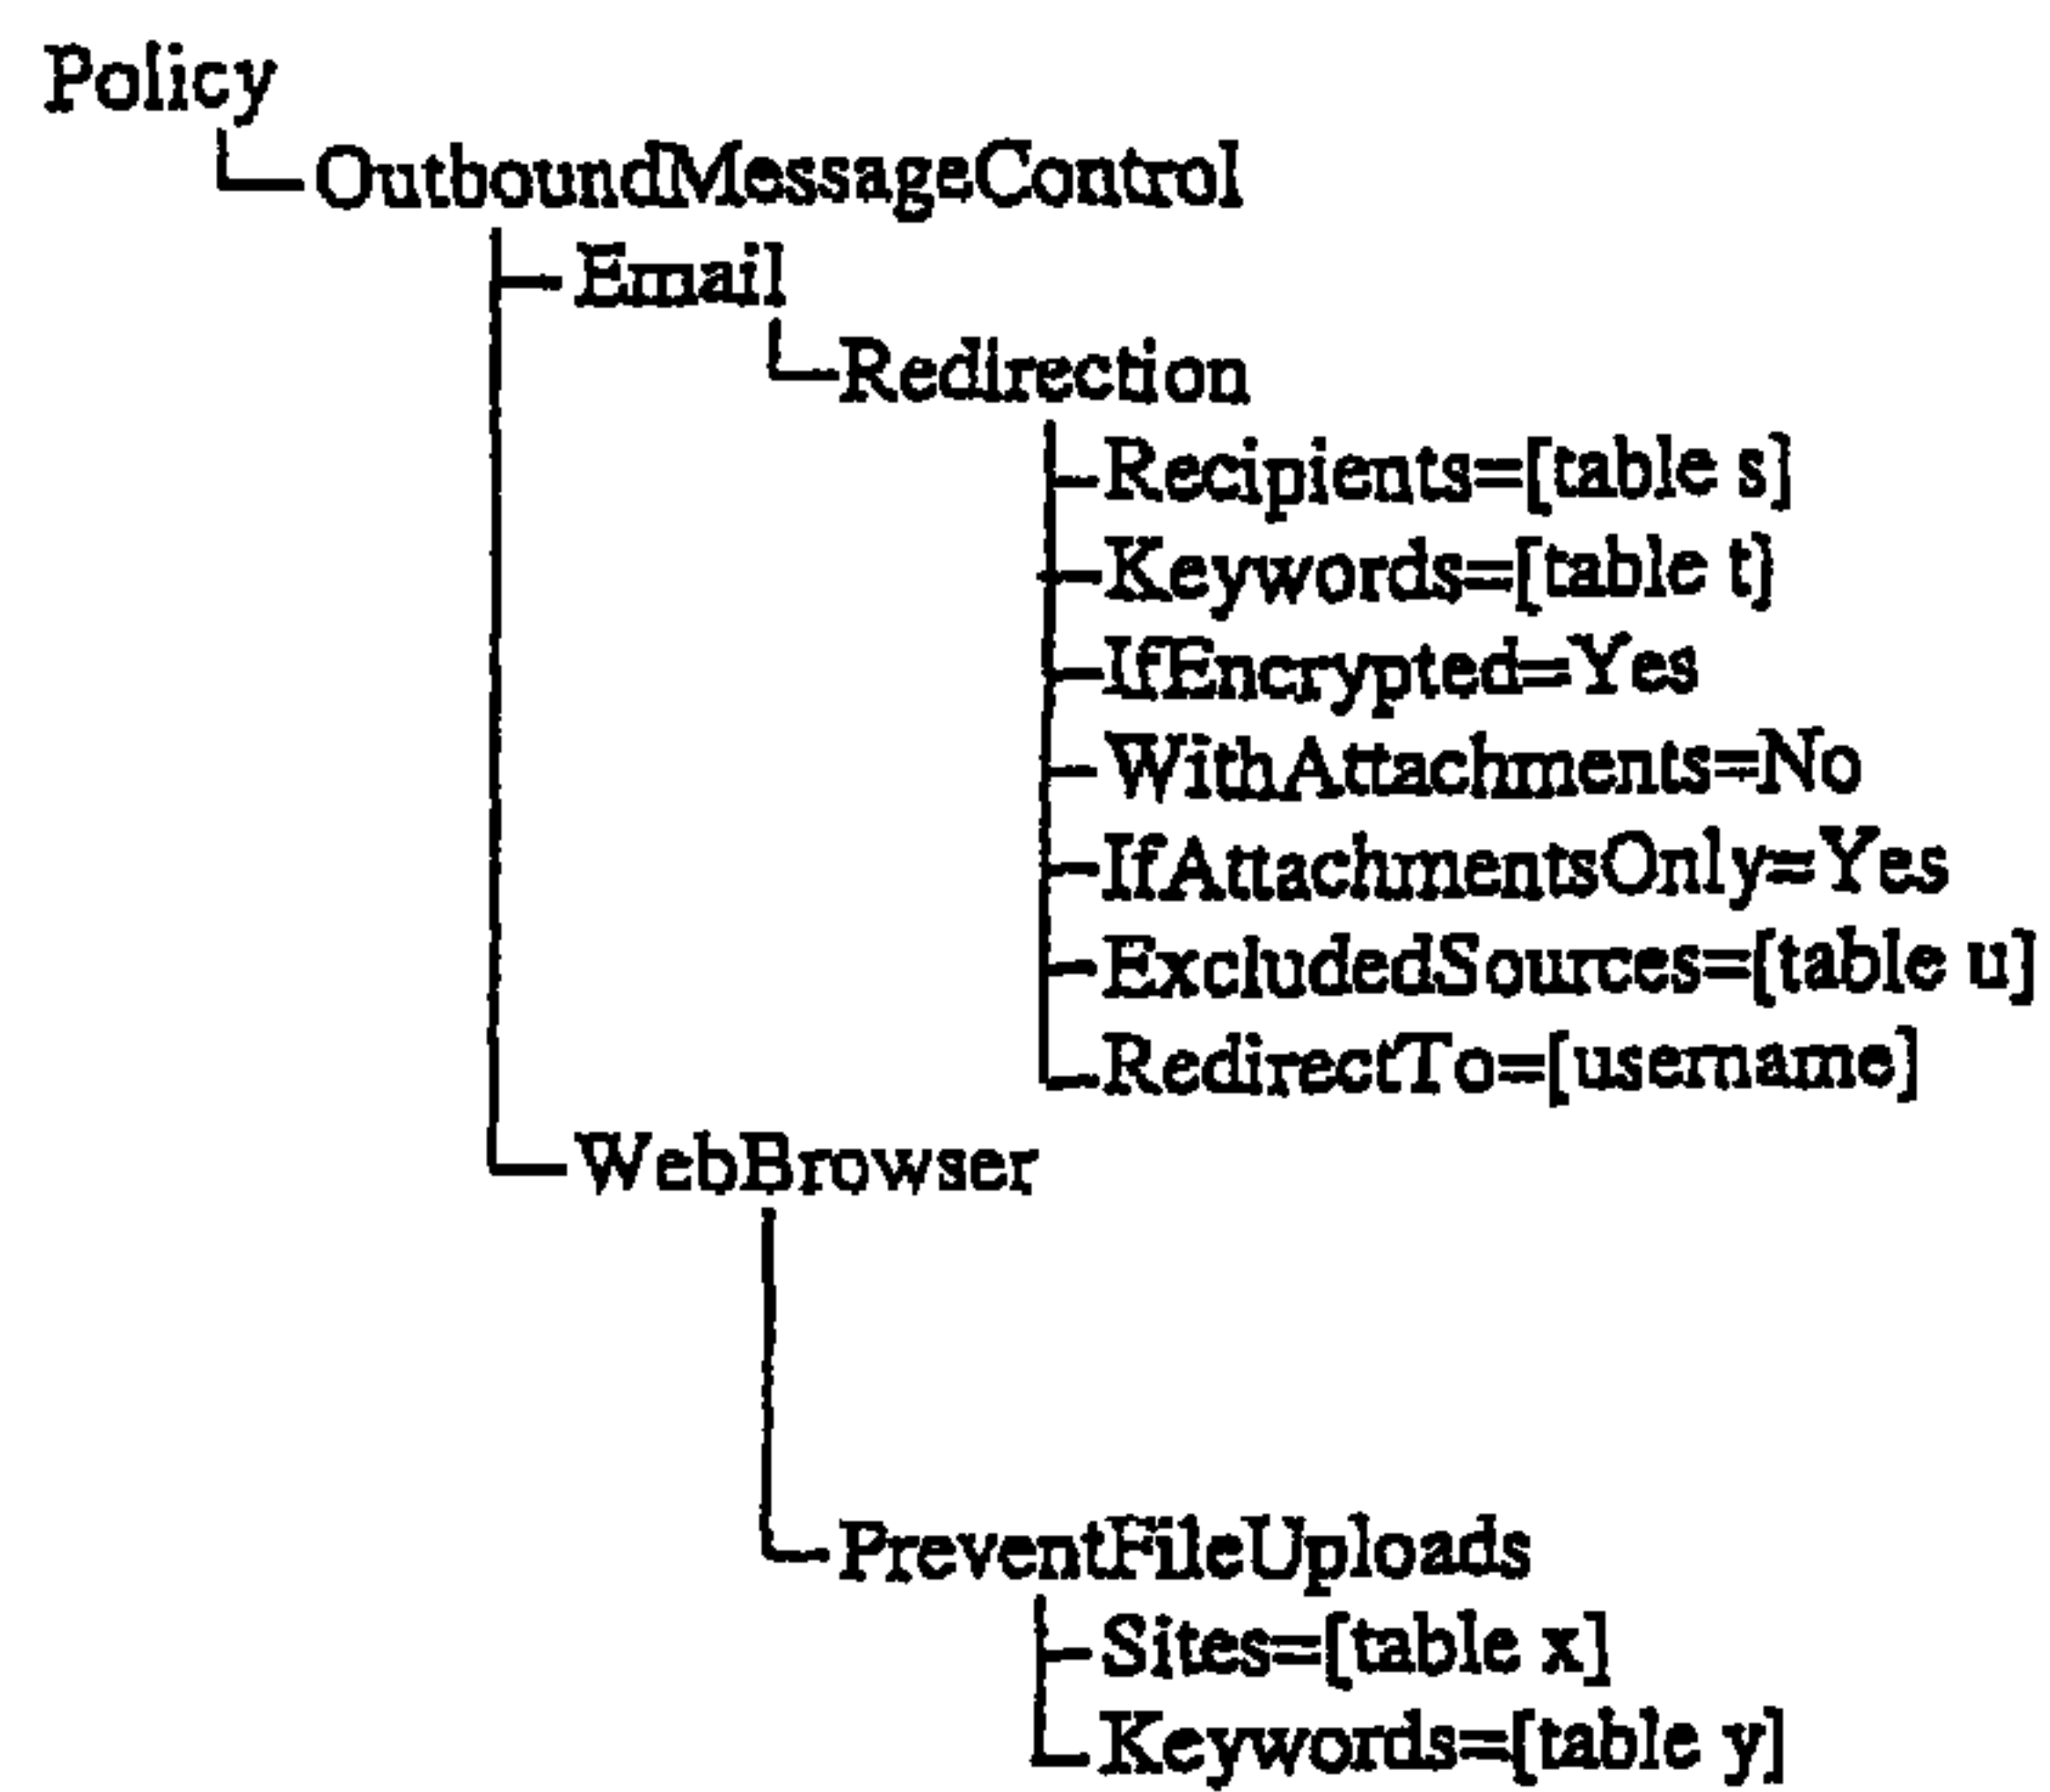 Policy
OutboundMessageControl
Email
Redirection
Recipients=[table s]
Keywords=[table t]
IfEncrypted=Yes
WithAttachments=No
IfAttachmentsOnly=Yes
ExcludedSources=[table u]
RedirectTo=[username]
WebBrowser
PreventFileUploads
Sites=[table x]
Keywords=[table y]